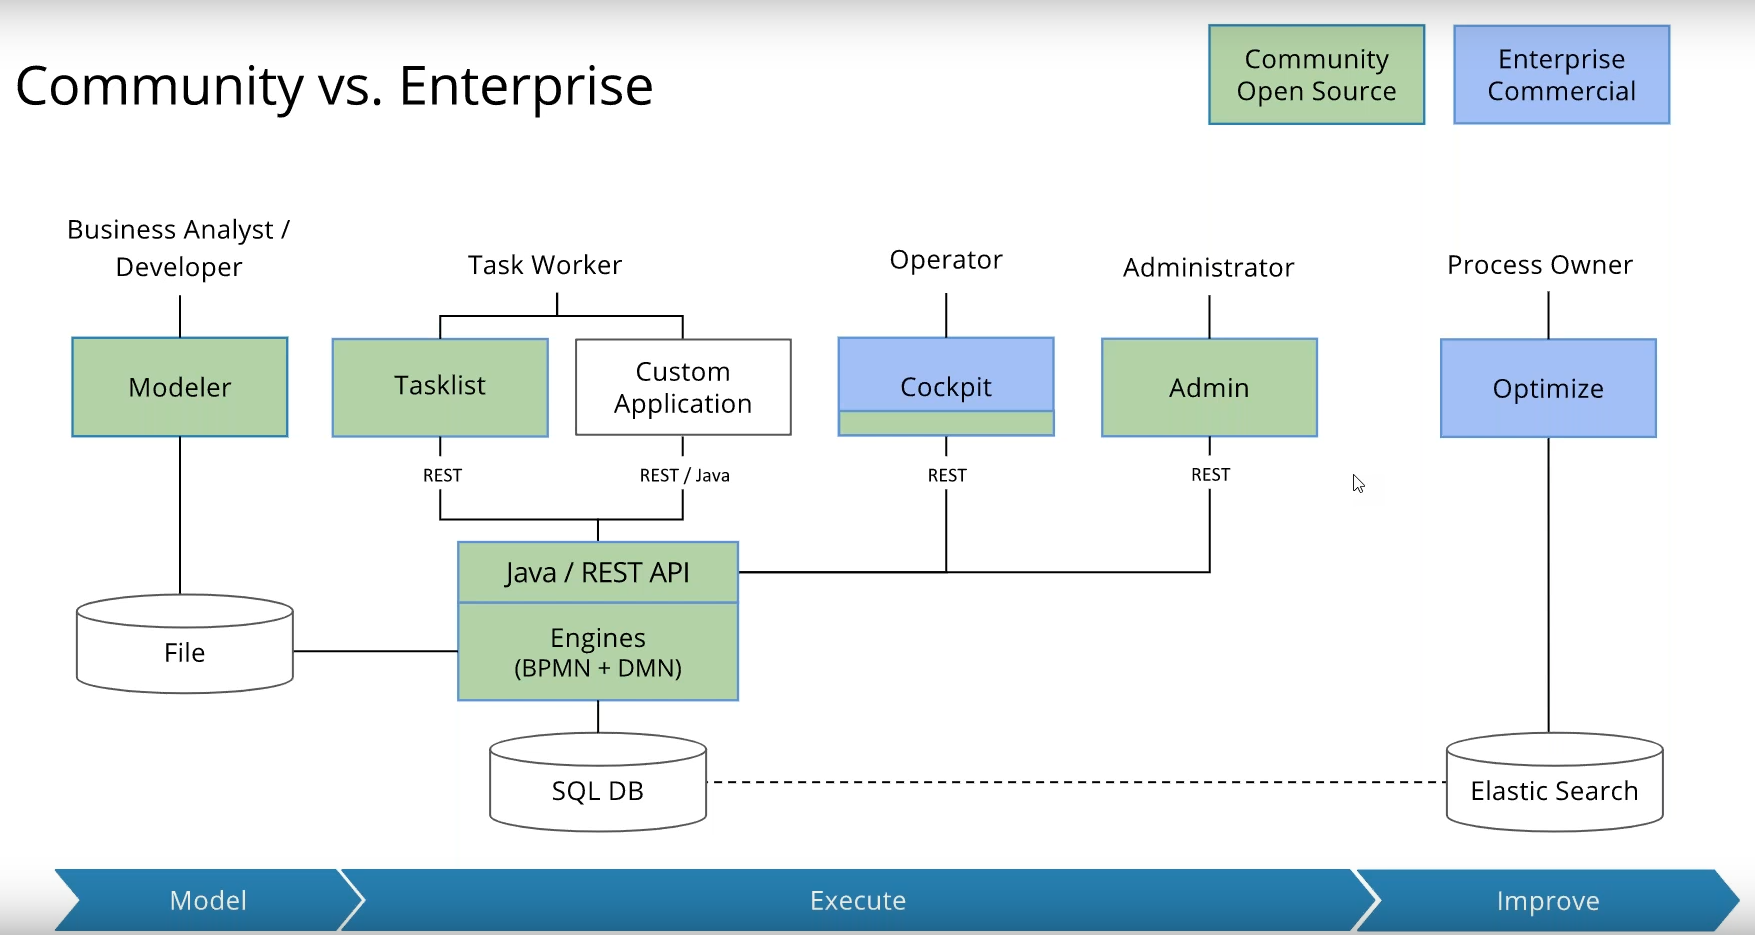 Community vs. Enterprise
Community
Open Source
Enterprise
Commercial
Business Analyst /
Developer
Task Worker
Operator
Administrator
Process Owner
Modeler
Tasklist
Custom
Application
Cockpit
Admin
Optimize
REST
REST / Java
REST
REST
Java / REST API
Engines
(BPMN + DMN)
File
SQL DB
Elastic Search
Model
Execute
Improve